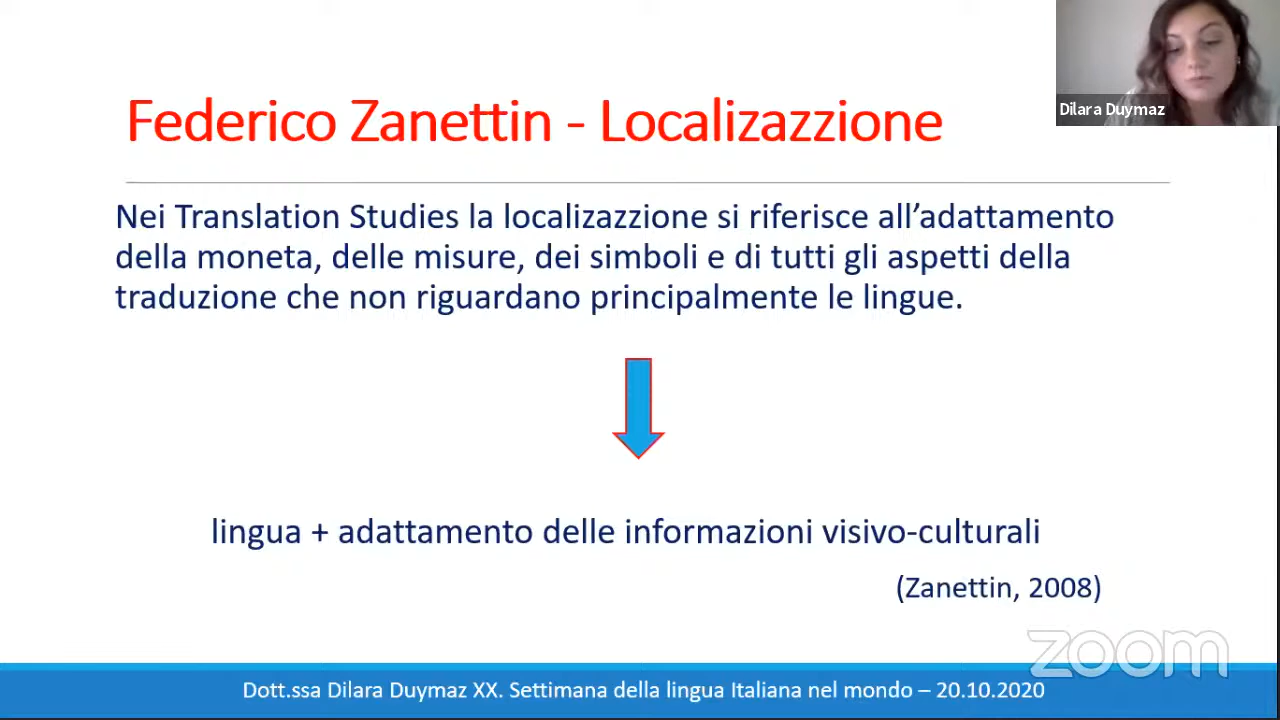 Dilara Duymaz
Federico Zanettin - Localizazzione
Nei Translation Studies la localizazzione si riferisce all’adattamento
della moneta, delle misure, dei simboli e di tutti gli aspetti della
traduzione che non riguardano principalmente le lingue.
lingua + adattamento delle informazioni visivo-culturali
(Zanettin, 2008)
zoom
Dott.ssa Dilara Duymaz XX. Settimana della lingua Italiana nel mondo – 20.10.2020